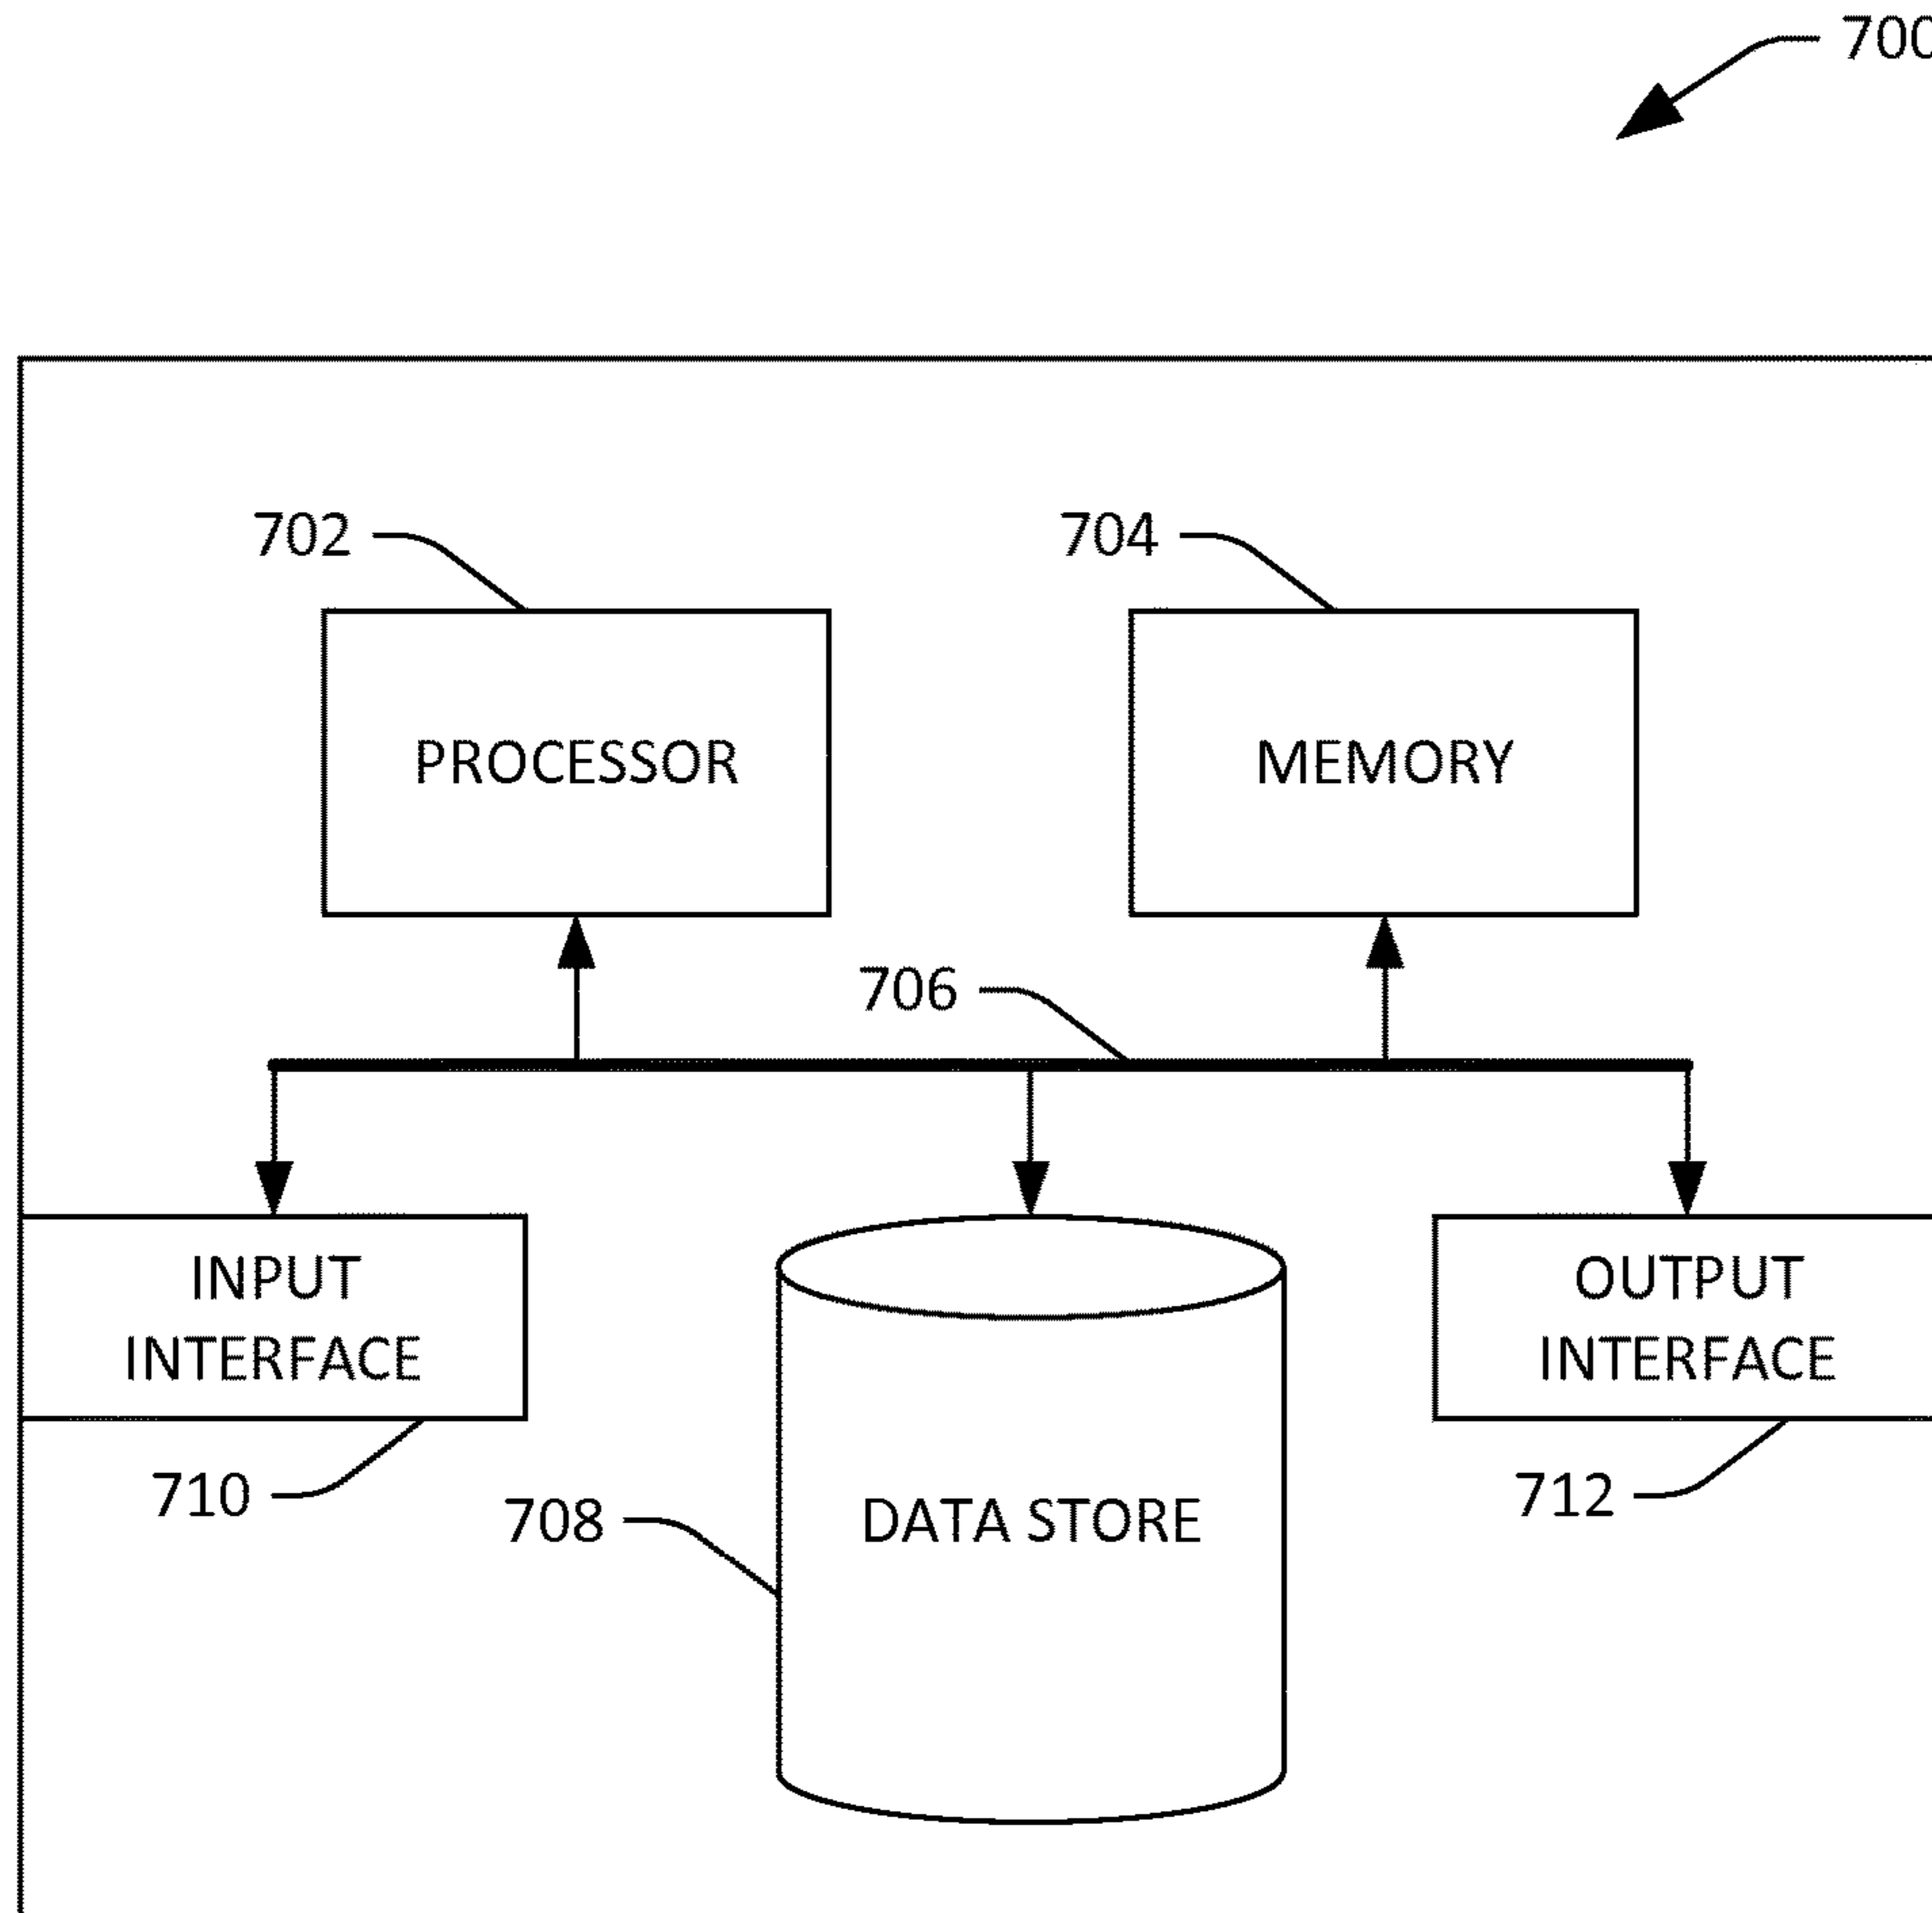 700
702
704
PROCESSOR
MEMORY
706
INPUT
INTERFACE
OUTPUT
INTERFACE
710
708
DATA STORE
712